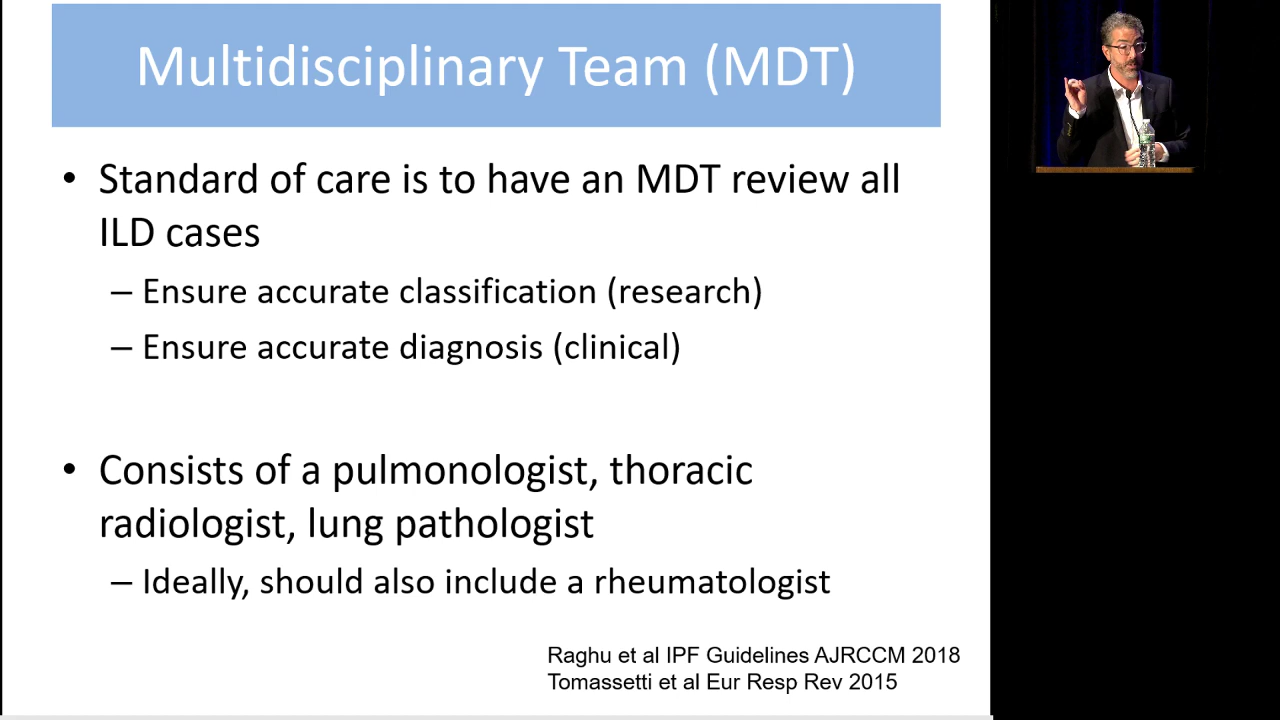 Multidisciplinary Team (MDT)
• Standard of care is to have an MDT review all
ILD cases
– Ensure accurate classification (research)
– Ensure accurate diagnosis (clinical)
• Consists of a pulmonologist, thoracic
radiologist, lung pathologist
– Ideally, should also include a rheumatologist
Raghu et al IPF Guidelines AJRCCM 2018
Tomassetti et al Eur Resp Rev 2015